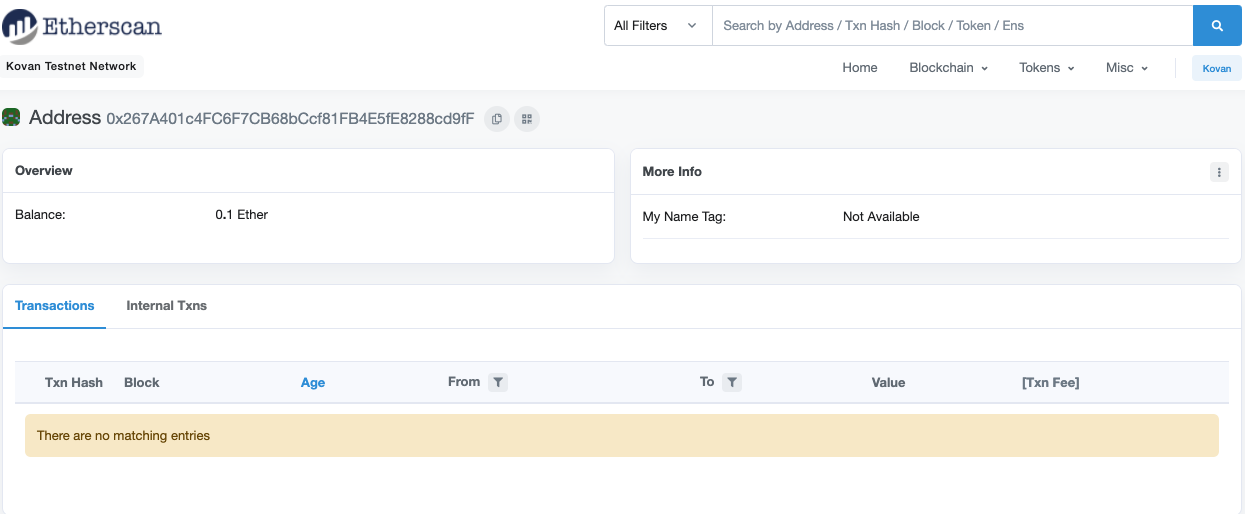 Etherscan
All Filters
Search by Address / Txn Hash / Block / Token / Ens
Kovan Testnet Network
Home Blockchain Tokens Misc Kovan
Address 0x267A401c4FC6F7CB68bCcf81FB4E5fE8288cd9fF
Overview
Balance: 0.1 Ether
More Info
My Name Tag: Not Available
Transactions Internal Txns
Txn Hash Block Age From To Value [Txn Fee]
There are no matching entries